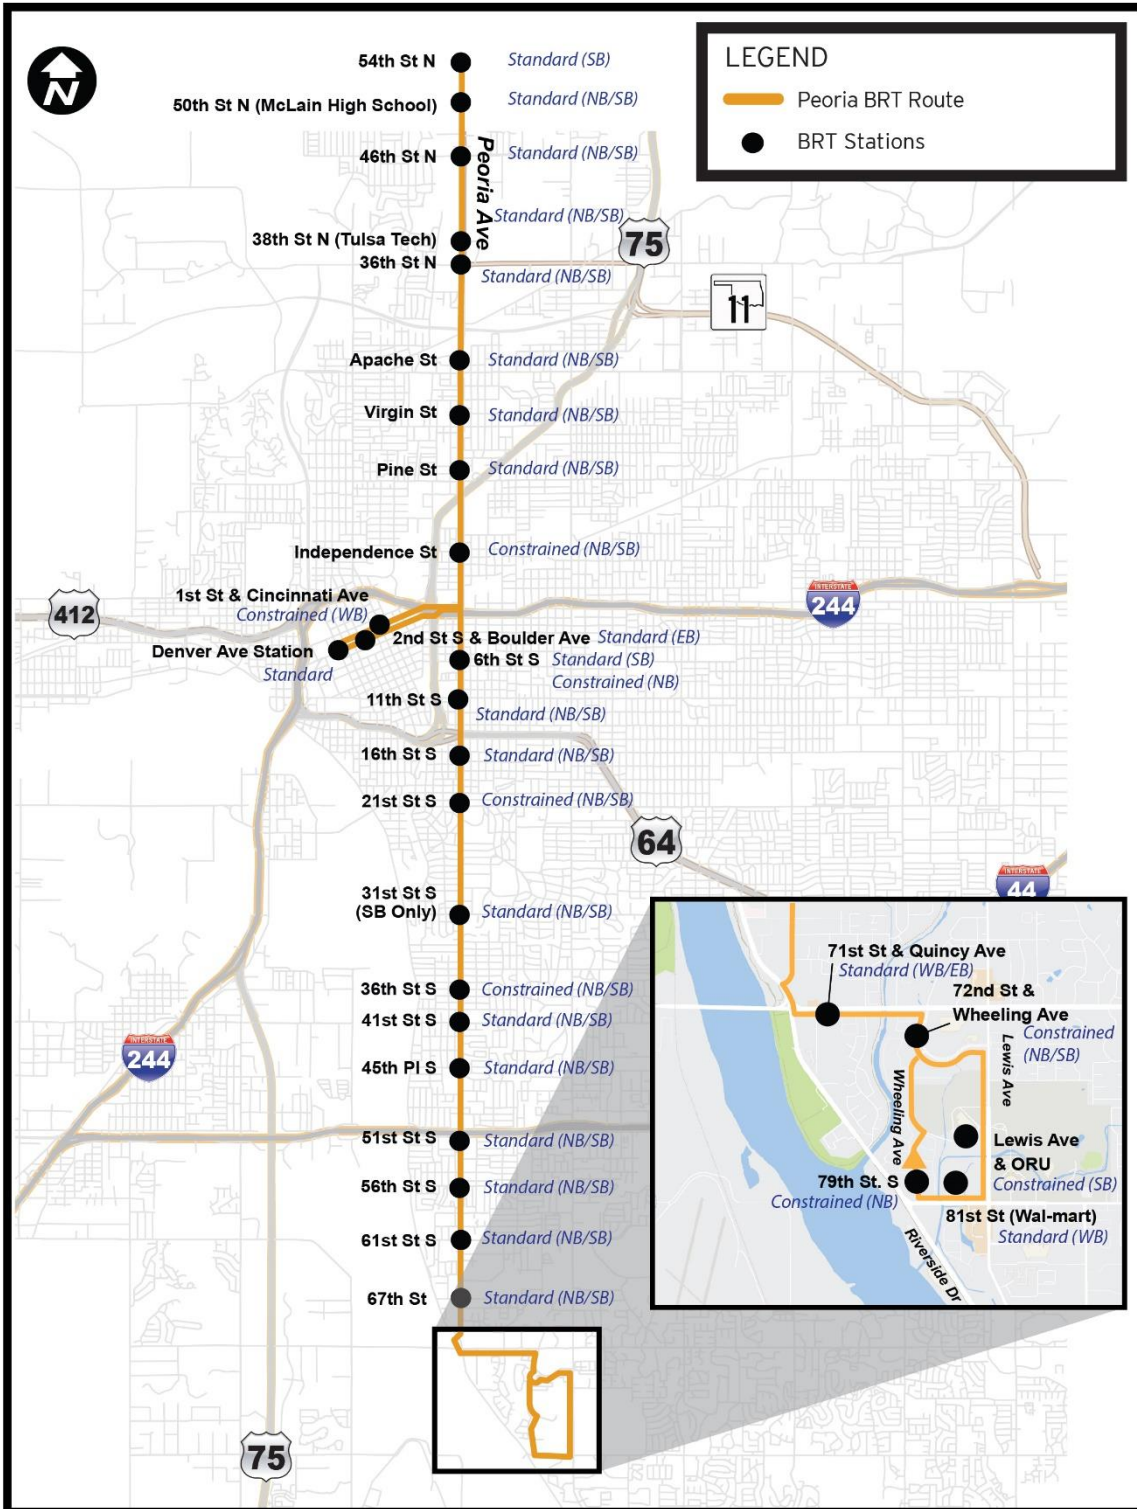 N
LEGEND
Peoria BRT Route
BRT Stations
54th St N Standard (SB)
50th St N (McLain High School) Standard (NB/SB)
46th St N Standard (NB/SB)
Peoria Ave
Standard (NB/SB)
38th St N (Tulsa Tech)
36th St N
Standard (NB/SB)
75
11
Apache St Standard (NB/SB)
Virgin St Standard (NB/SB)
Pine St Standard (NB/SB)
Independence St Constrained (NB/SB)
INTERSTATE
244
412
1st St & Cincinnati Ave
Constrained (WB)
2nd St S & Boulder Ave Standard (EB)
Denver Ave Station
Standard
6th St S Standard (SB)
Constrained (NB)
11th St S
Standard (NB/SB)
16th St S Standard (NB/SB)
21st St S Constrained (NB/SB)
64
INTERSTATE
44
31st St S
(SB Only) Standard (NB/SB)
36th St S Constrained (NB/SB)
41st St S Standard (NB/SB)
INTERSTATE
244
45th Pl S Standard (NB/SB)
51st St S Standard (NB/SB)
56th St S Standard (NB/SB)
61st St S Standard (NB/SB)
67th St Standard (NB/SB)
75
71st St & Quincy Ave
Standard (WB/EB)
72nd St &
Wheeling Ave
Constrained
(NB/SB)
Lewis Ave
Wheeling Ave
Lewis Ave
& ORU
Constrained (SB)
79th St. S
Constrained (NB)
81st St (Wal-mart)
Standard (WB)
Riverside Dr